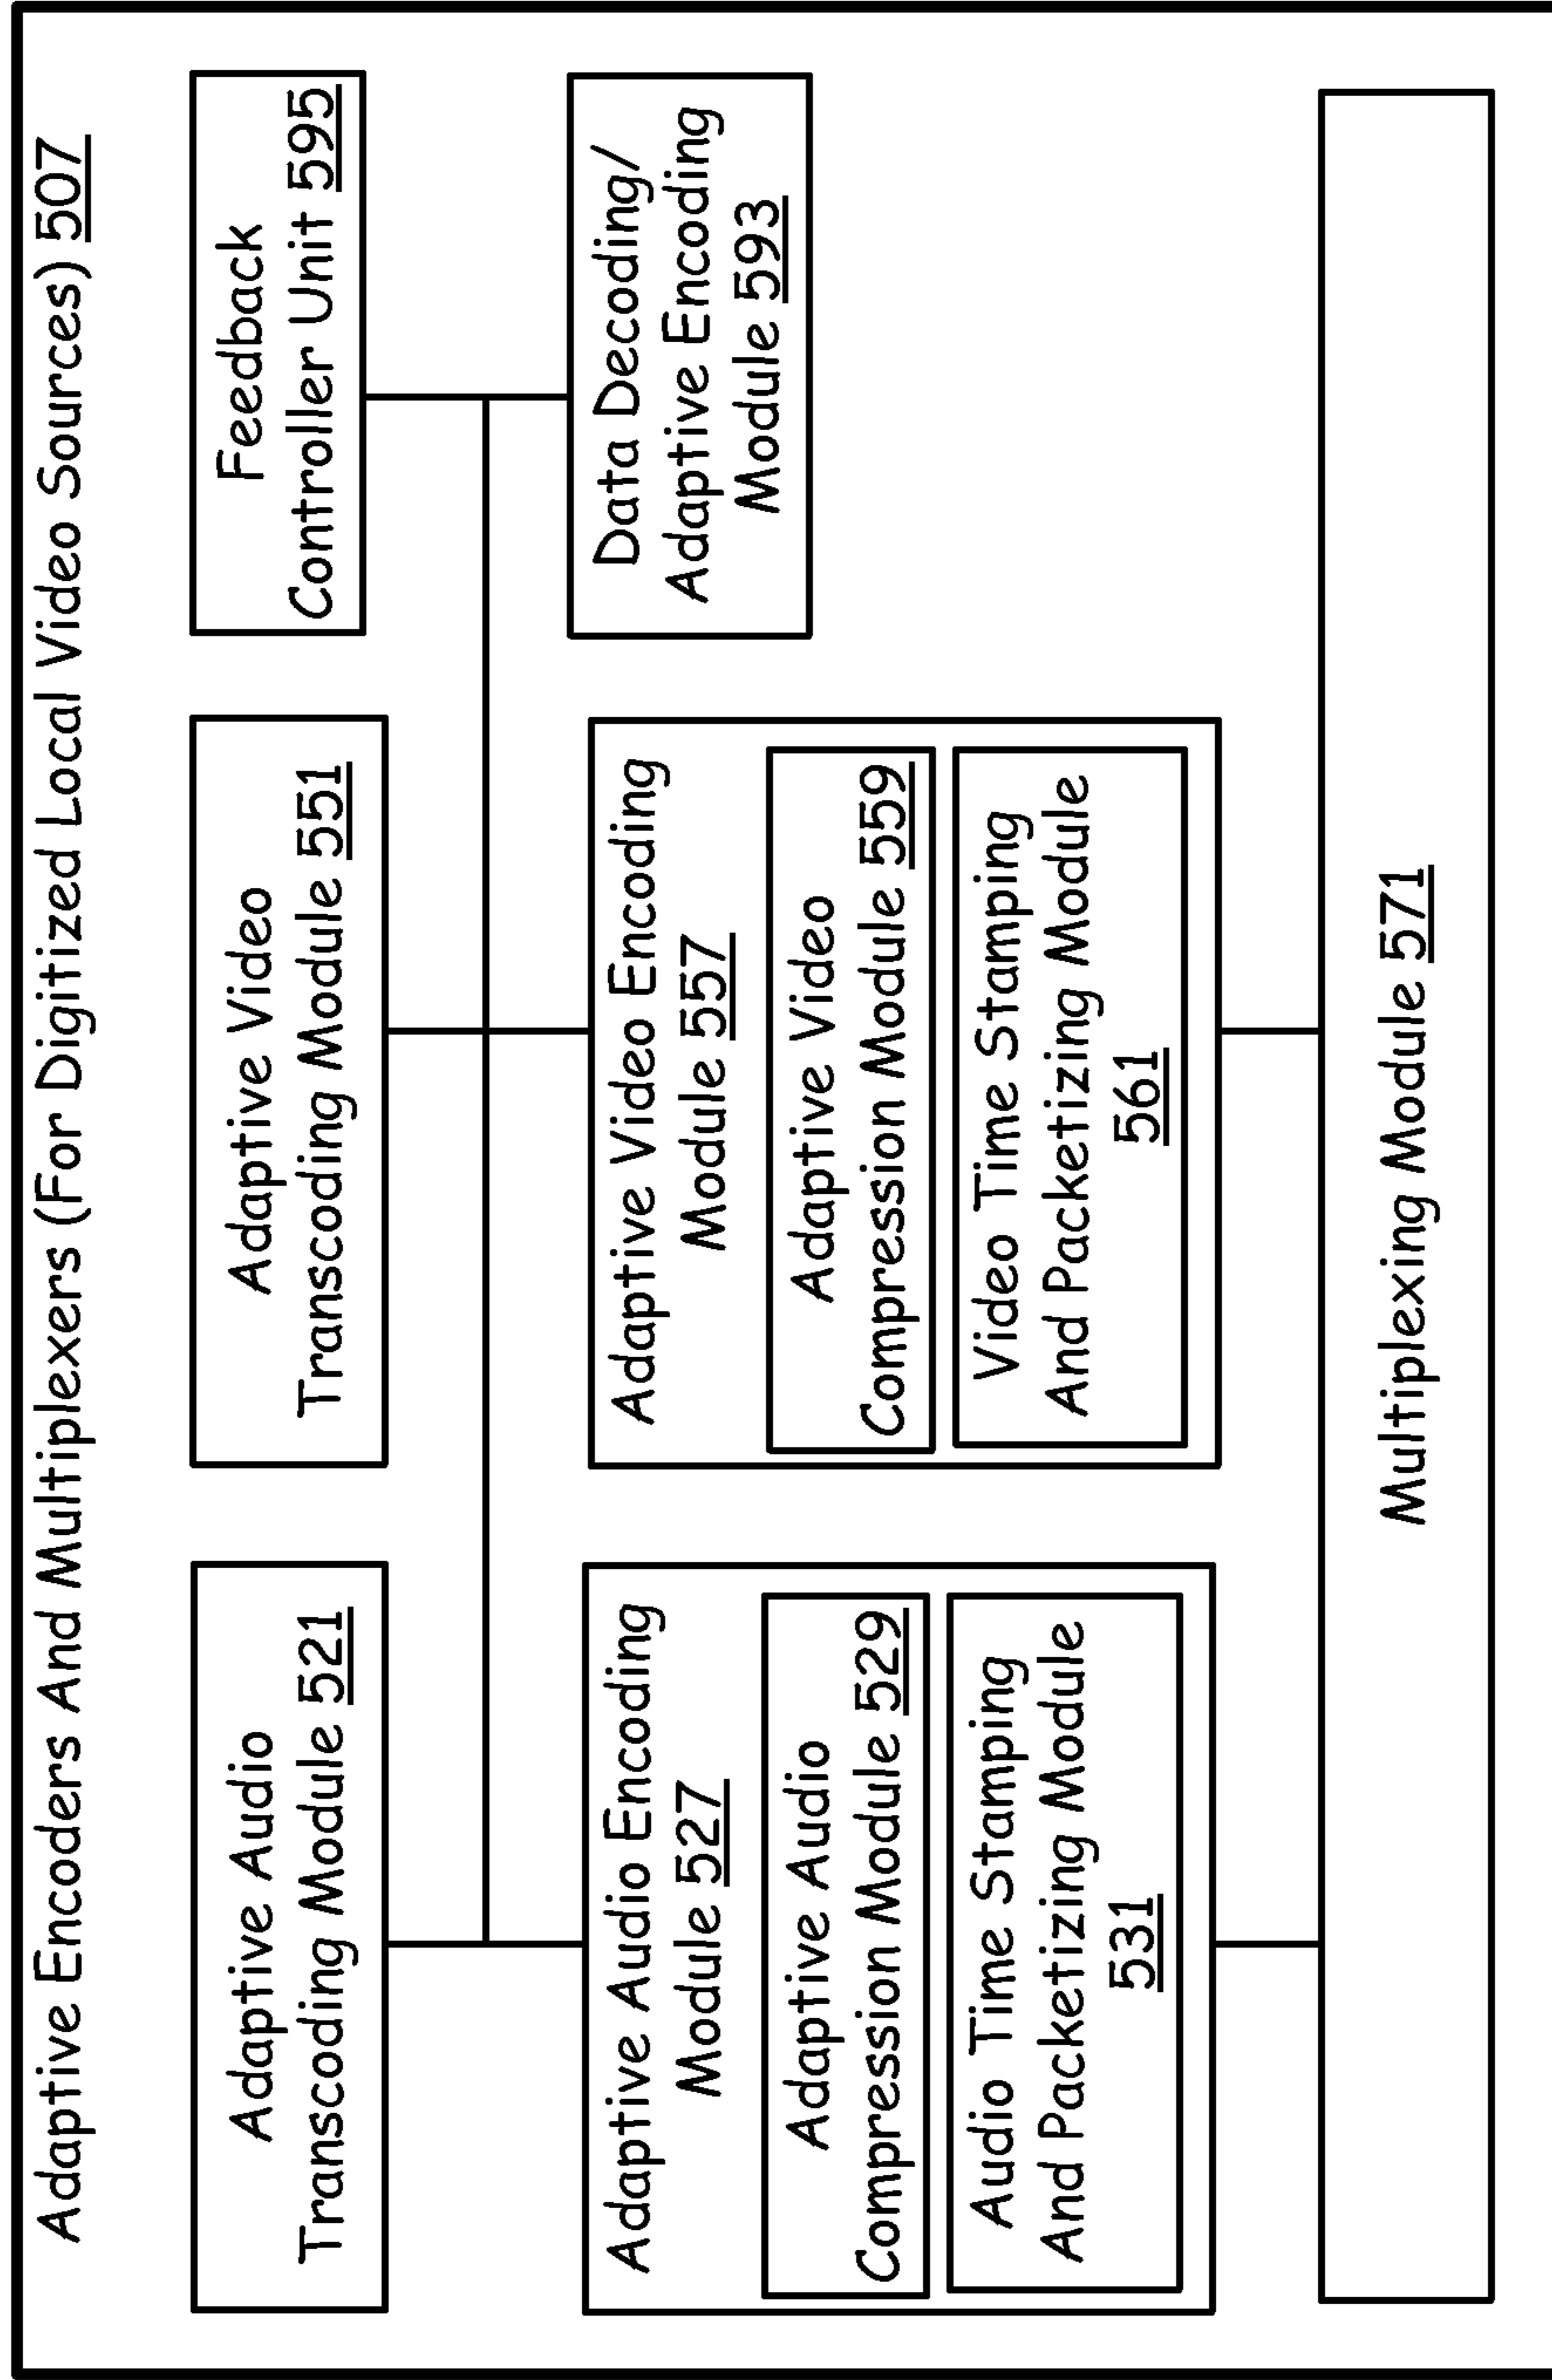 Adaptive Encoders And Multiplexers (For Digitized Local Video Sources) 507
Adaptive Audio
Transcoding Module 521
Adaptive Video
Transcoding Module 551
Feedback
Controller Unit 595
Adaptive Audio Encoding
Module 527
Adaptive Audio
Compression Module 529
Audio Time Stamping
And Packetizing Module
531
Adaptive Video Encoding
Module 557
Adaptive Video
Compression Module 559
Video Time Stamping
And Packetizing Module
561
Data Decoding/
Adaptive Encoding
Module 593
Multiplexing Module 571